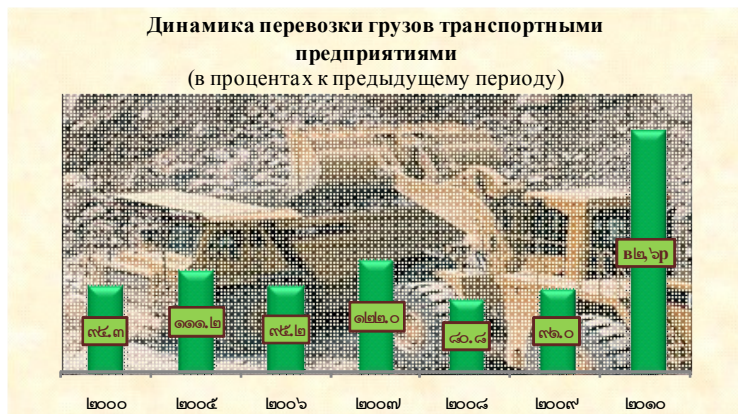 Динамика перевозки грузов транспортными
предприятиями
(в процентах к предыдущему периоду)
๙๕.๓ ๑๑๑.๒ ๙๕.๒ ๑๒๒.๐ ๘๐.๘ ๙๑.๐ в๒,๖р
๒๐๐๐ ๒๐๐๕ ๒๐๐๖ ๒๐๐๗ ๒๐๐๘ ๒๐๐๙ ๒๐๑๐